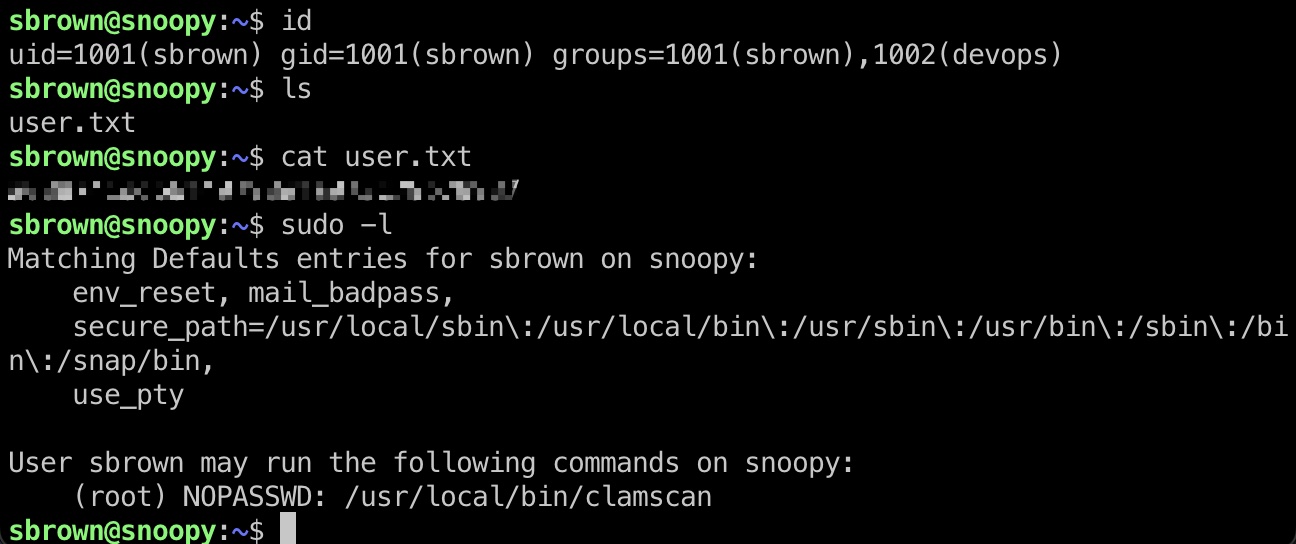 sbrown@snoopy:~$ id
uid=1001(sbrown) gid=1001(sbrown) groups=1001(sbrown),1002(devops)
sbrown@snoopy:~$ ls
user.txt
sbrown@snoopy:~$ cat user.txt
sbrown@snoopy:~$ sudo -l
Matching Defaults entries for sbrown on snoopy:
    env_reset, mail_badpass,
    secure_path=/usr/local/sbin\:/usr/local/bin\:/usr/sbin\:/usr/bin\:/sbin\:/bi
n\:/snap/bin,
    use_pty

User sbrown may run the following commands on snoopy:
    (root) NOPASSWD: /usr/local/bin/clamscan
sbrown@snoopy:~$